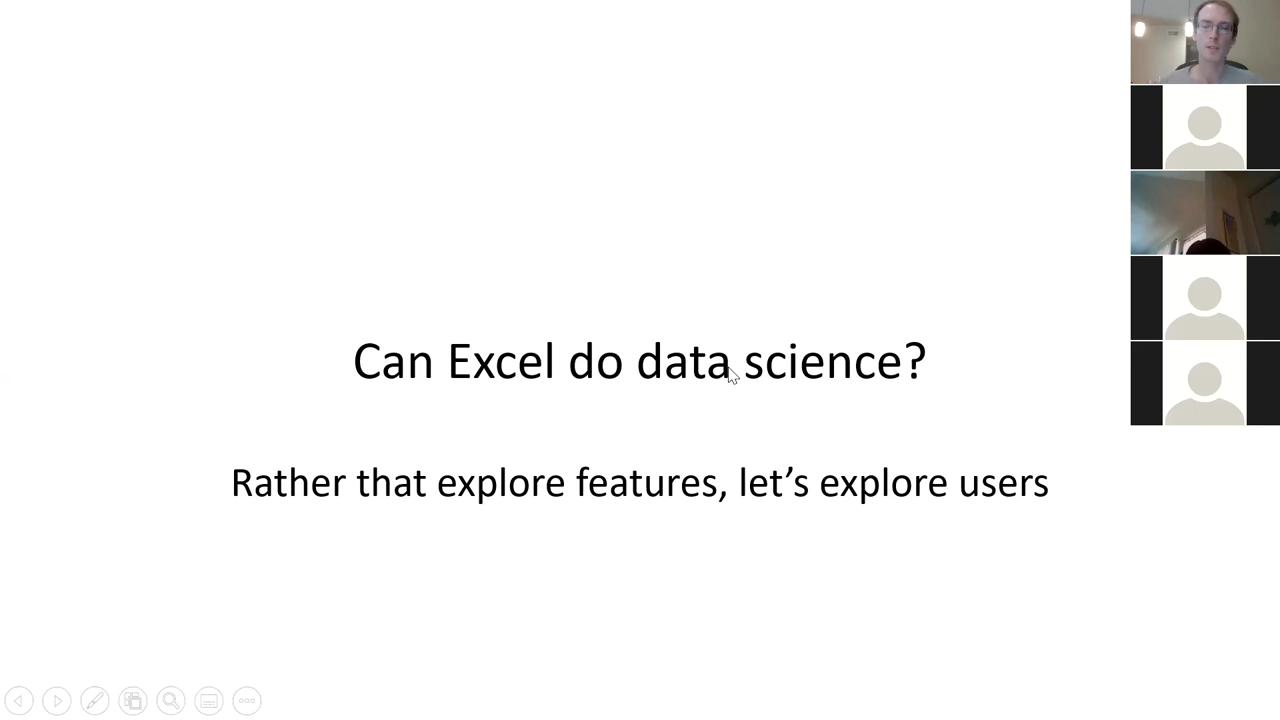 Can Excel do data science?
Rather that explore features, let’s explore users